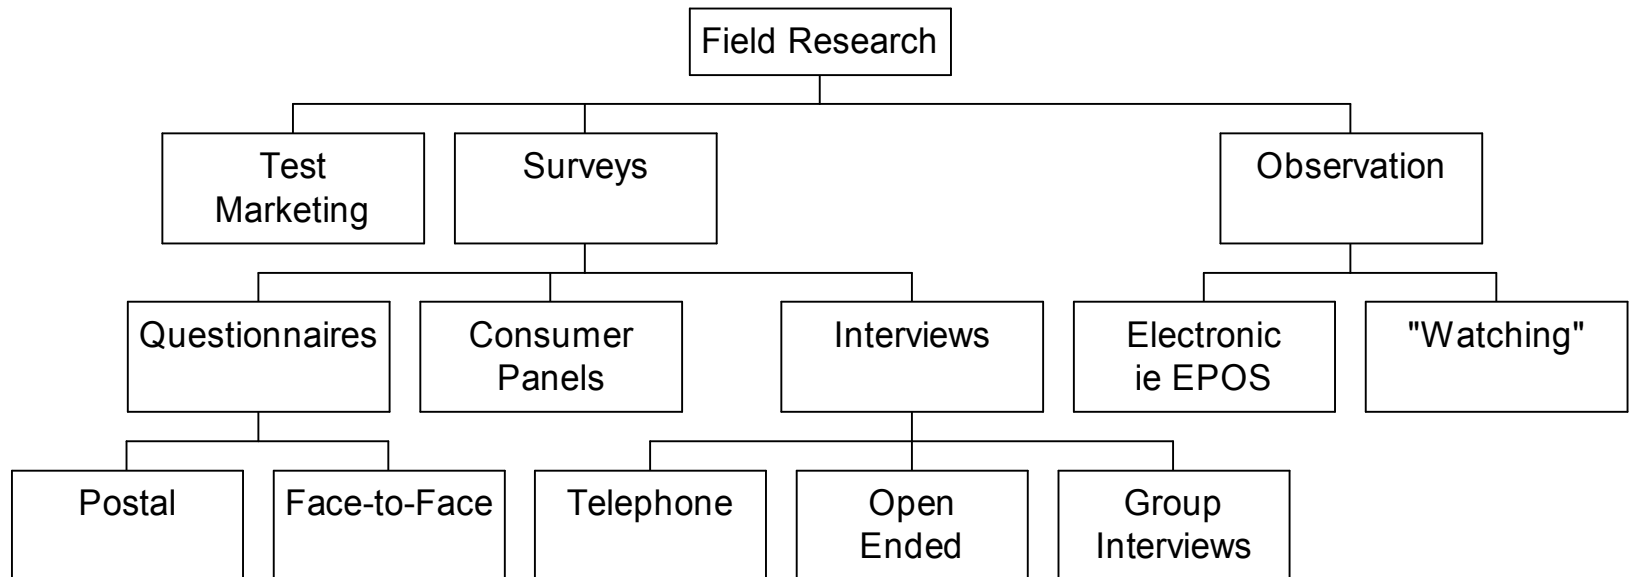 Field Research
Test
Marketing
Surveys
Observation
Questionnaires
Consumer
Panels
Interviews
Electronic
ie EPOS
"Watching"
Postal
Face-to-Face
Telephone
Open
Ended
Group
Interviews